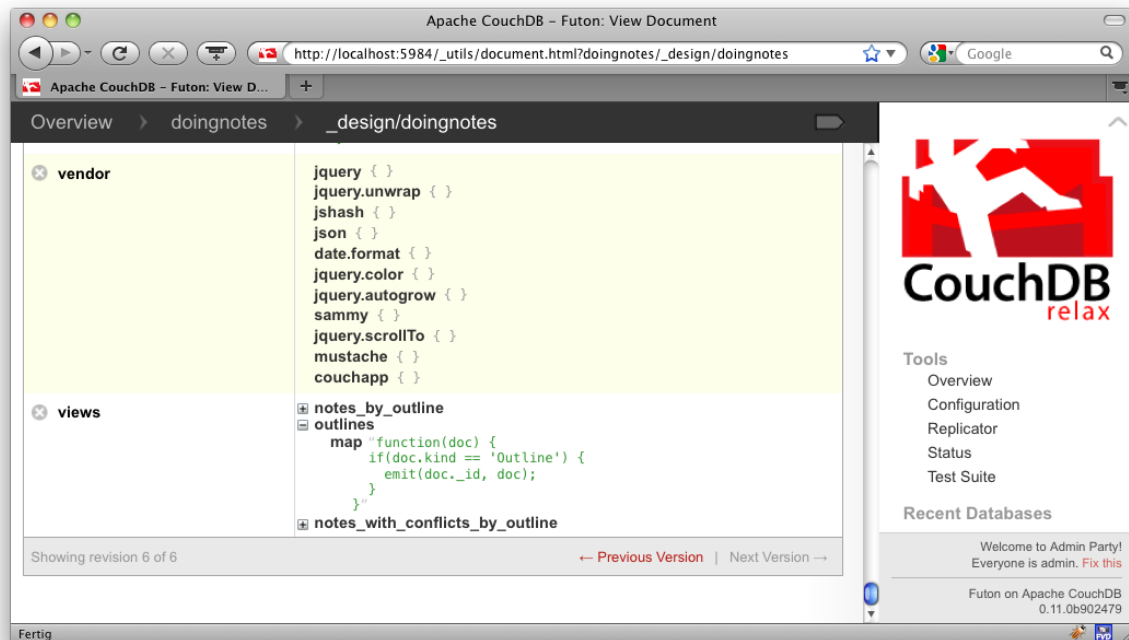 Apache CouchDB – Futon: View Document
http://localhost:5984/_utils/document.html?doingnotes/_design/doingnotes
Google
Apache CouchDB – Futon: View D...
Overview
doingnotes
_design/doingnotes
vendor
jquery { }
jquery.unwrap { }
jshash { }
json { }
date.format { }
jquery.color { }
jquery.autogrow { }
sammy { }
jquery.scrollTo { }
mustache { }
couchapp { }
views
notes_by_outline
outlines
map "function(doc) {
if(doc.kind == 'Outline') {
emit(doc._id, doc);
}
}"
notes_with_conflicts_by_outline
Showing revision 6 of 6
← Previous Version | Next Version →
CouchDB
relax
Tools
Overview
Configuration
Replicator
Status
Test Suite
Recent Databases
Welcome to Admin Party!
Everyone is admin. Fix this
Futon on Apache CouchDB
0.11.0b902479
Fertig